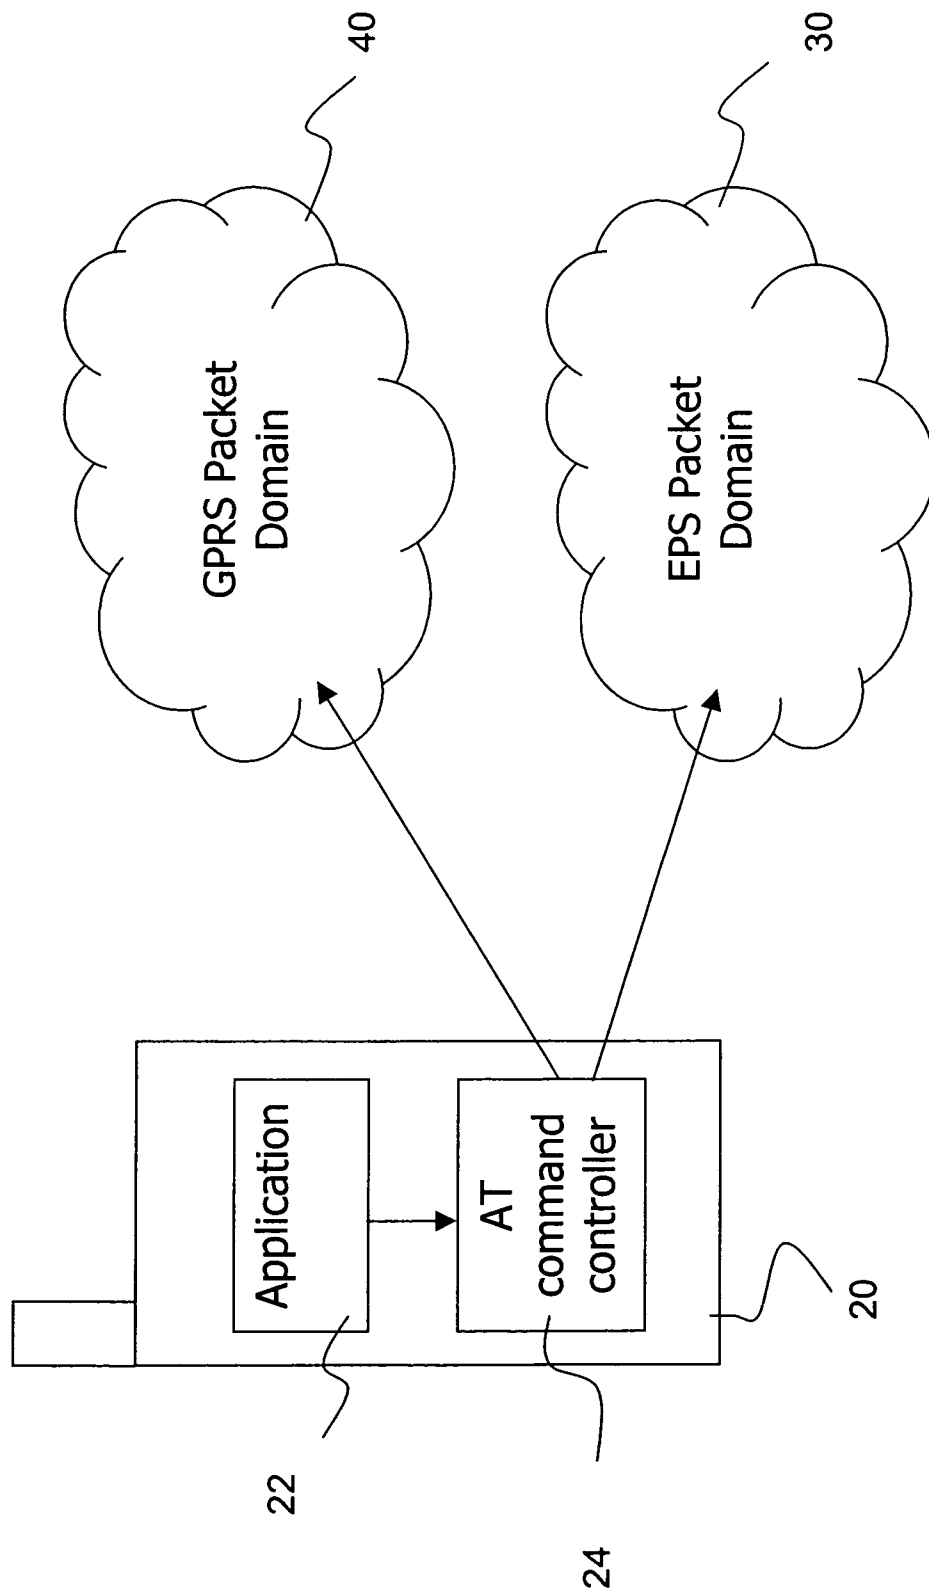 22
Application
24
AT
command
controller
20
GPRS Packet
Domain
40
EPS Packet
Domain
30